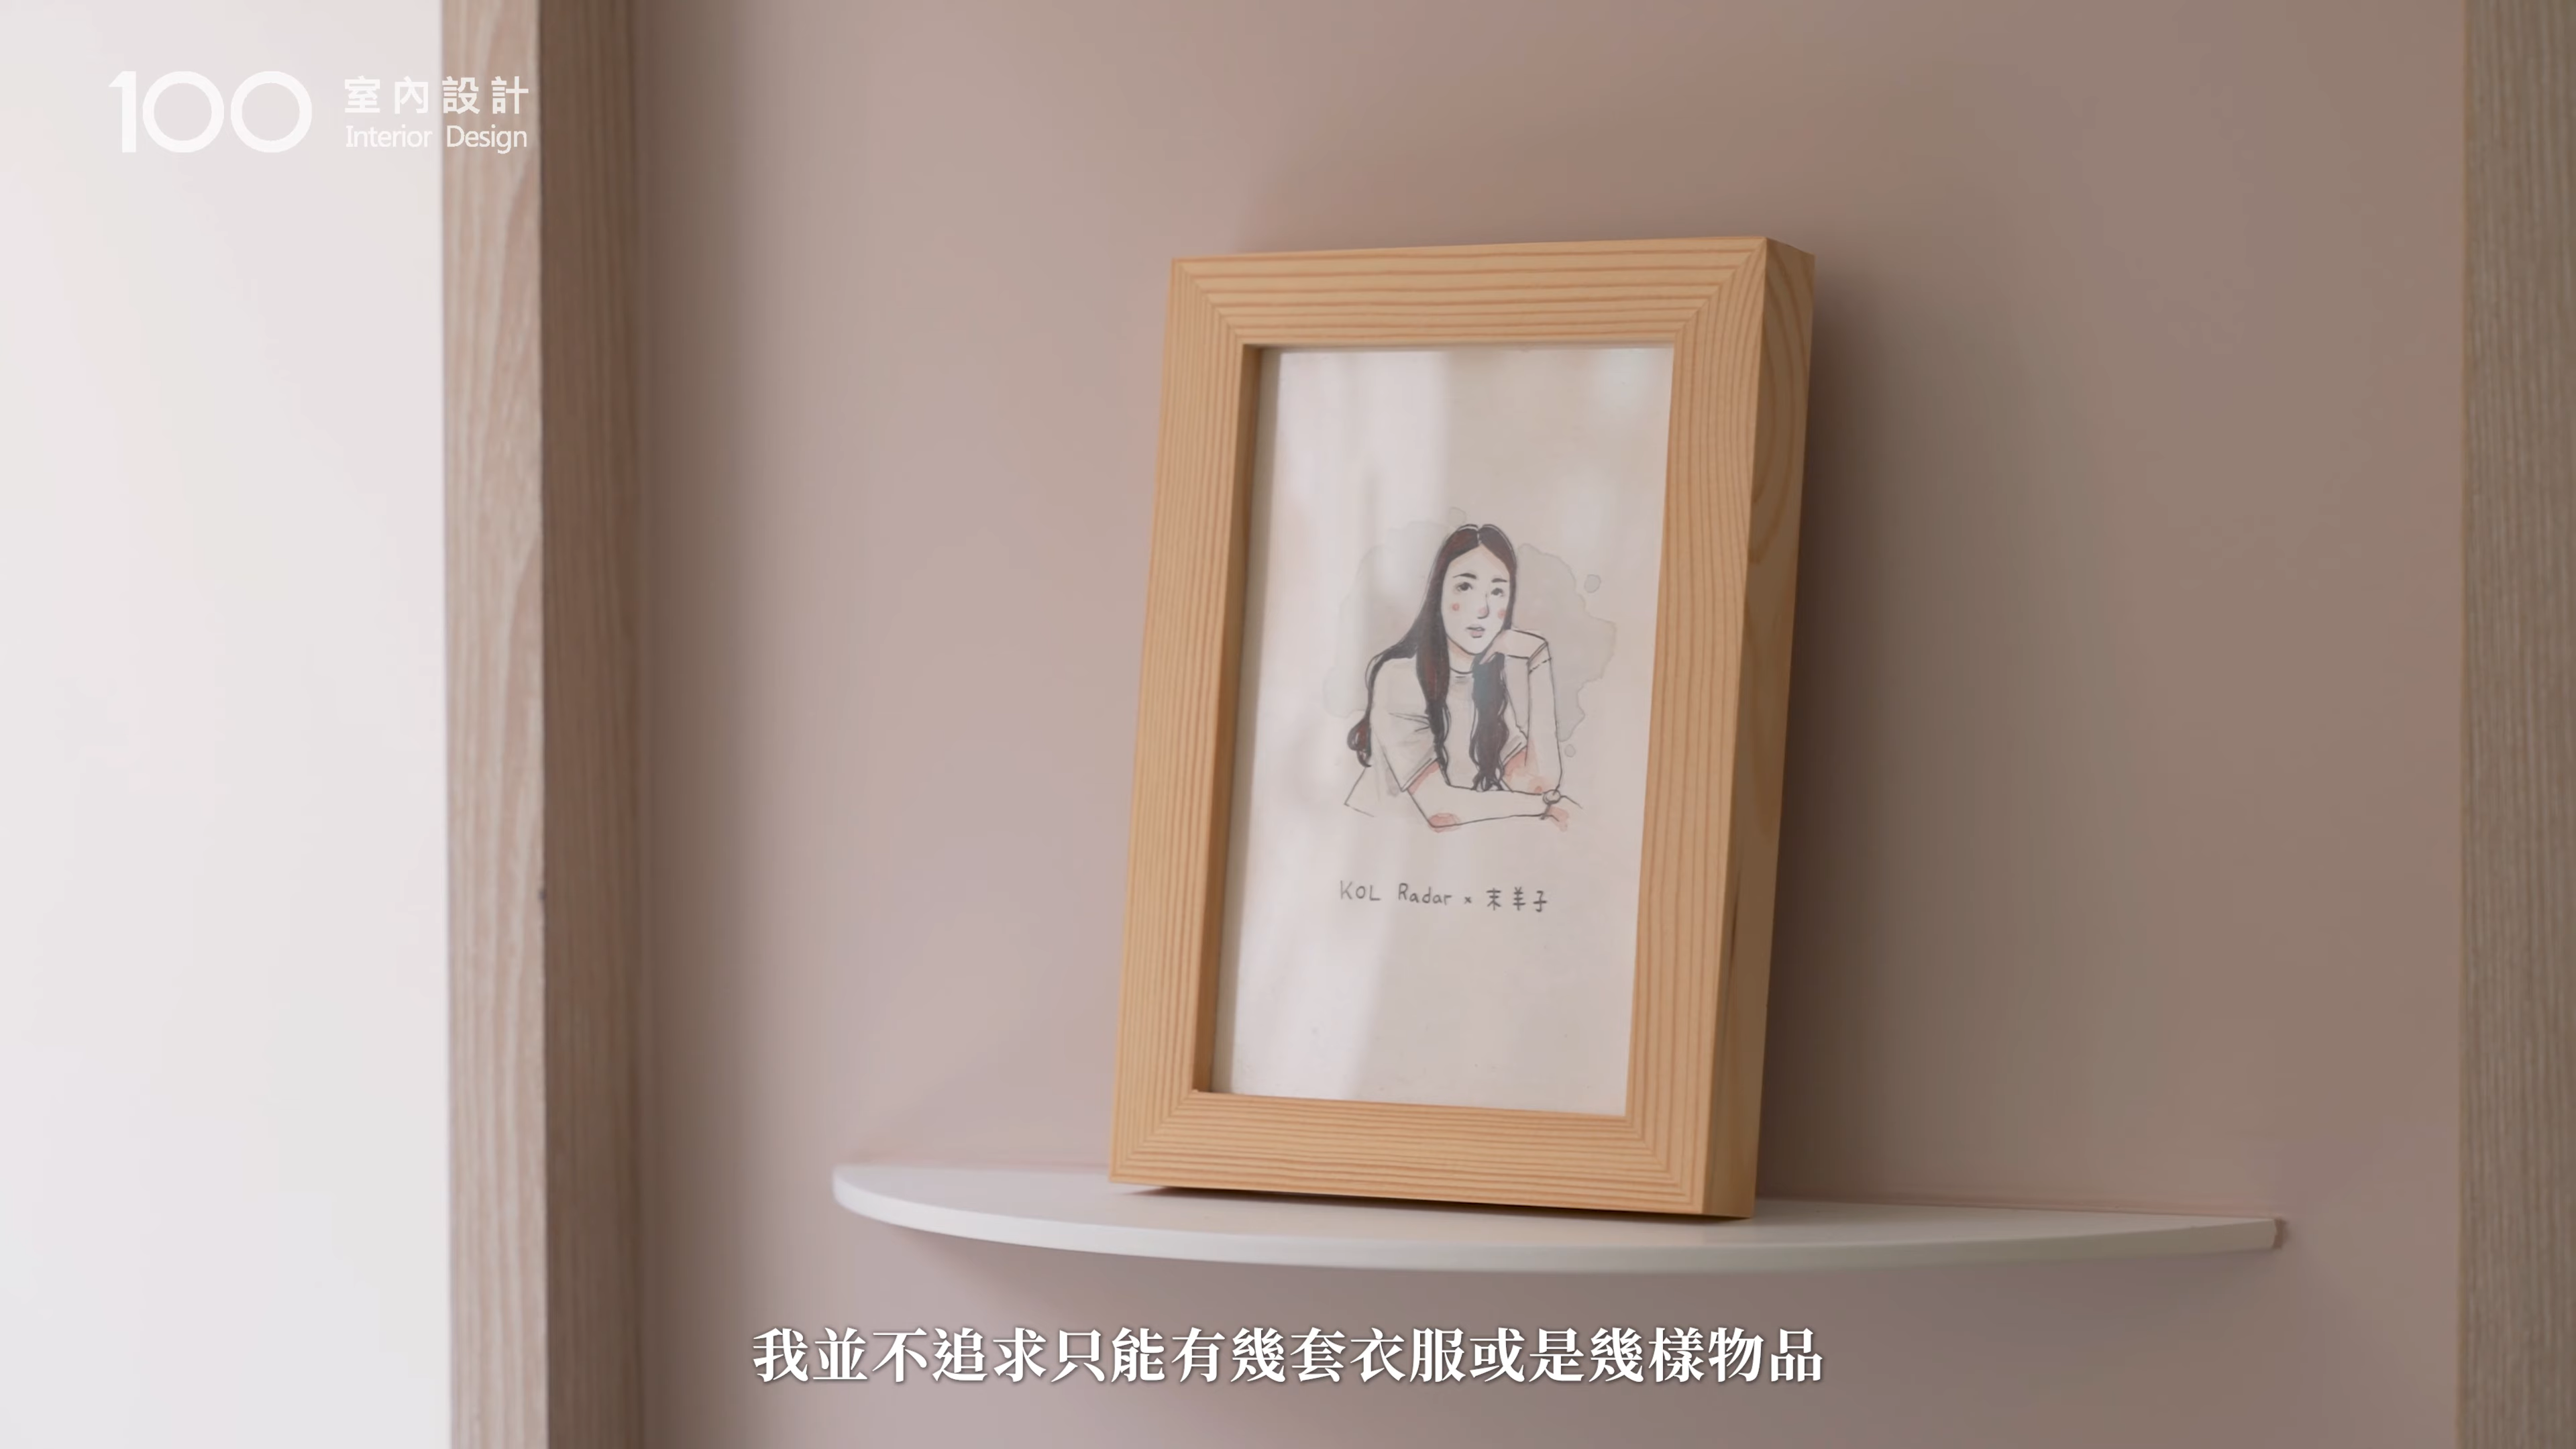 100 室內設計
Interior Design
KOL Radar × 末羊子
我並不追求只能有幾套衣服或是幾樣物品